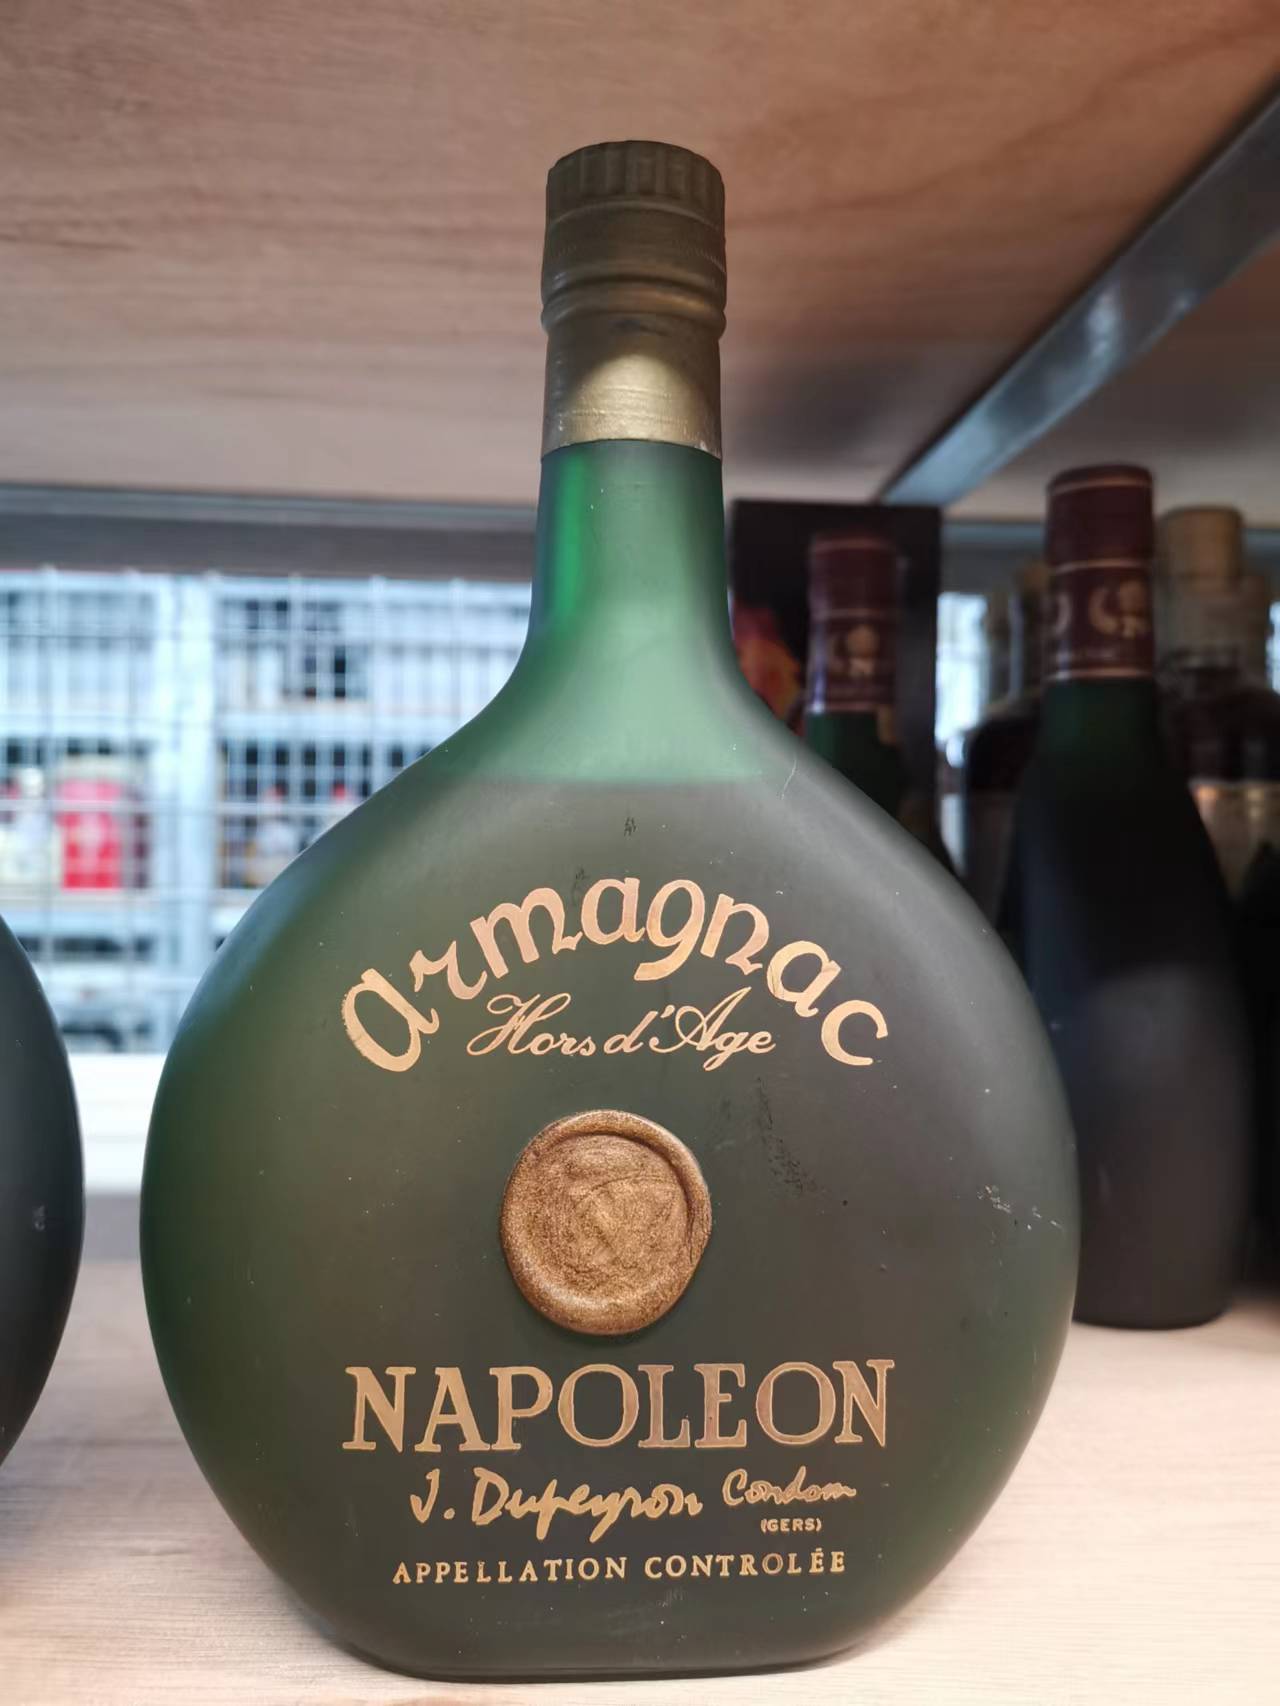 armagnac
Hors d'Age
NAPOLEON
J. Dupeyron Condom
(GERS)
APPELLATION CONTROLÉE